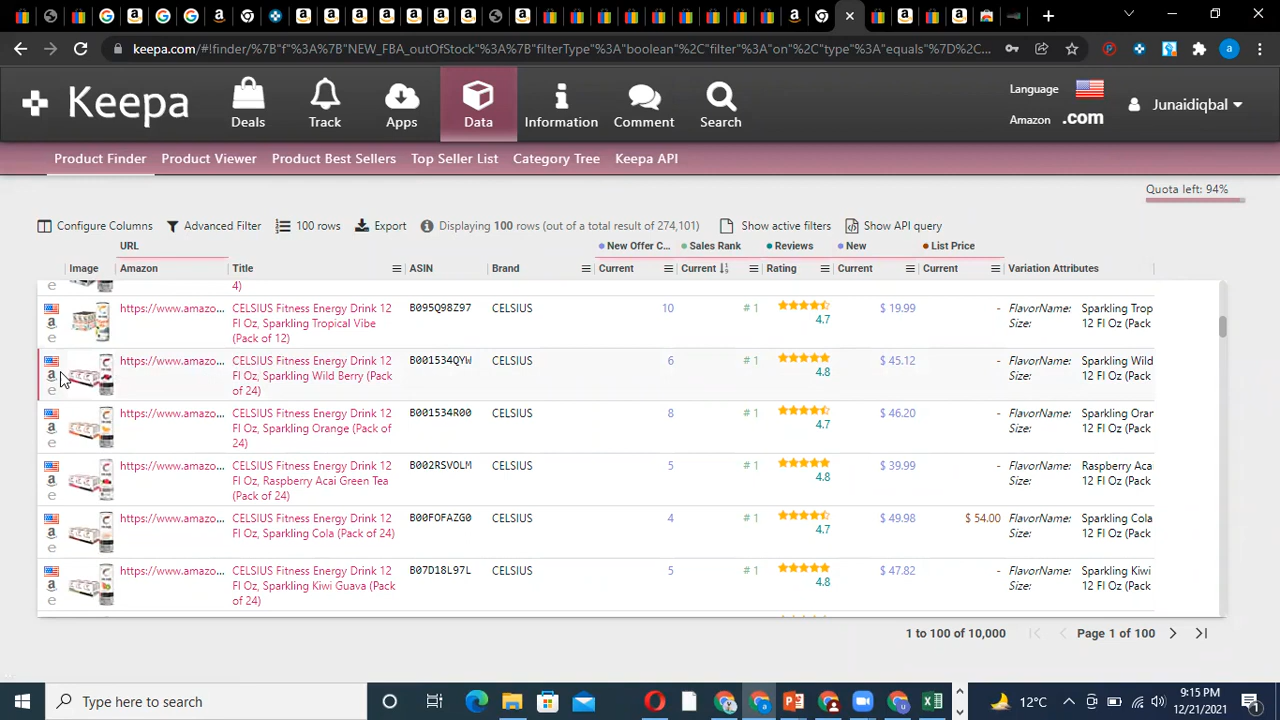 keepa.com/#!finder/%7B"f"%3A%7B"NEW_FBA_outOfStock"%3A%7B"filterType"%3A"boolean"%2C"filter"%3A"on"%2C"type"%3A"equals"%7D%2C...
a
Keepa
Deals
Track
Apps
Data
Information
Comment
Search
Language
Amazon .com
Junaidiqbal
Product Finder
Product Viewer
Product Best Sellers
Top Seller List
Category Tree
Keepa API
Quota left: 94%
Configure Columns
Advanced Filter
100 rows
Export
Displaying 100 rows (out of a total result of 274,101)
Show active filters
Show API query
URL
New Offer C...
Sales Rank
Reviews
New
List Price
Image
Amazon
Title
ASIN
Brand
Current
Current
Rating
Current
Current
Variation Attributes
e
4)
a
e
https://www.amazo...
CELSIUS Fitness Energy Drink 12
Fl Oz, Sparkling Tropical Vibe
(Pack of 12)
B095Q98Z97
CELSIUS
10
# 1
4.7
$ 19.99
-
FlavorName: Sparkling Trop
Size: 12 Fl Oz (Pack
a
e
https://www.amazo...
CELSIUS Fitness Energy Drink 12
Fl Oz, Sparkling Wild Berry (Pack
of 24)
B001534QYW
CELSIUS
6
# 1
4.8
$ 45.12
-
FlavorName: Sparkling Wild
Size: 12 Fl Oz (Pack
a
e
https://www.amazo...
CELSIUS Fitness Energy Drink 12
Fl Oz, Sparkling Orange (Pack of
24)
B001534R00
CELSIUS
8
# 1
4.7
$ 46.20
-
FlavorName: Sparkling Oran
Size: 12 Fl Oz (Pack
a
e
https://www.amazo...
CELSIUS Fitness Energy Drink 12
Fl Oz, Raspberry Acai Green Tea
(Pack of 24)
B002RSVOLM
CELSIUS
5
# 1
4.8
$ 39.99
-
FlavorName: Raspberry Aca
Size: 12 Fl Oz (Pack
a
e
https://www.amazo...
CELSIUS Fitness Energy Drink 12
Fl Oz, Sparkling Cola (Pack of 24)
B00FOFAZG0
CELSIUS
4
# 1
4.7
$ 49.98
$ 54.00
FlavorName: Sparkling Cola
Size: 12 Fl Oz (Pack
a
e
https://www.amazo...
CELSIUS Fitness Energy Drink 12
Fl Oz, Sparkling Kiwi Guava (Pack
of 24)
B07D18L97L
CELSIUS
5
# 1
4.8
$ 47.82
-
FlavorName: Sparkling Kiwi
Size: 12 Fl Oz (Pack
1 to 100 of 10,000
Page 1 of 100
Type here to search
12°C
9:15 PM
12/21/2021